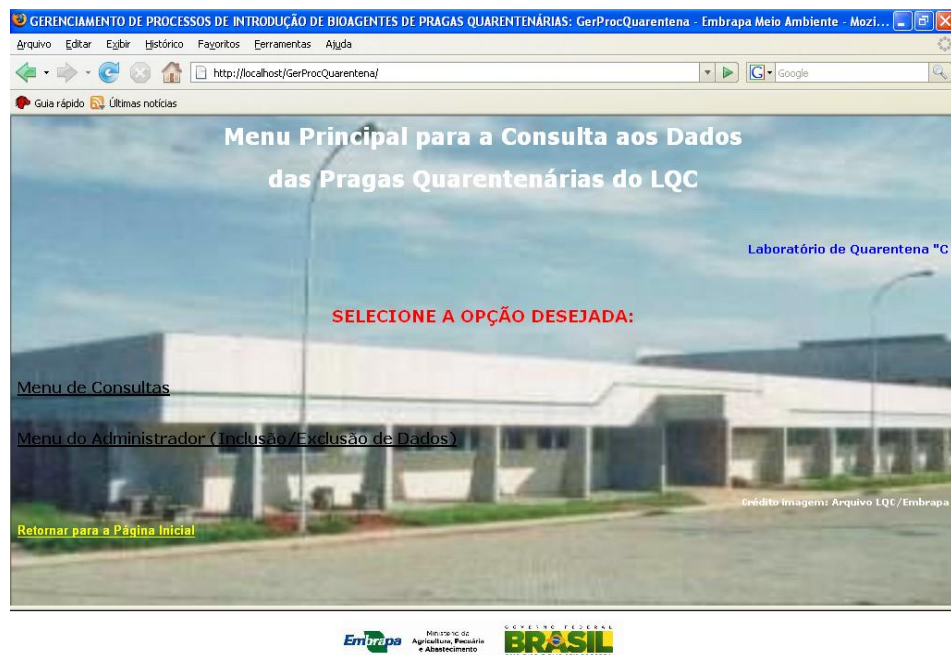 GERENCIAMENTO DE PROCESSOS DE INTRODUÇÃO DE BIOAGENTES DE PRAGAS QUARENTENÁRIAS: GerProcQuarentena - Embrapa Meio Ambiente - Mozi...
Arquivo Editar Exibir Histórico Favoritos Ferramentas Ajuda
http://localhost/GerProcQuarentena/ G Google
Guia rápido Últimas notícias
Menu Principal para a Consulta aos Dados
das Pragas Quarentenárias do LQC
Laboratório de Quarentena "C
SELECIONE A OPÇÃO DESEJADA:
Menu de Consultas
Menu do Administrador (Inclusão/Exclusão de Dados)
Crédito imagem: Arquivo LQC/Embrapa
Retornar para a Página Inicial
GOVERNO FEDERAL
Embrapa Ministério da BRASIL
Agricultura, Pecuária
e Abastecimento